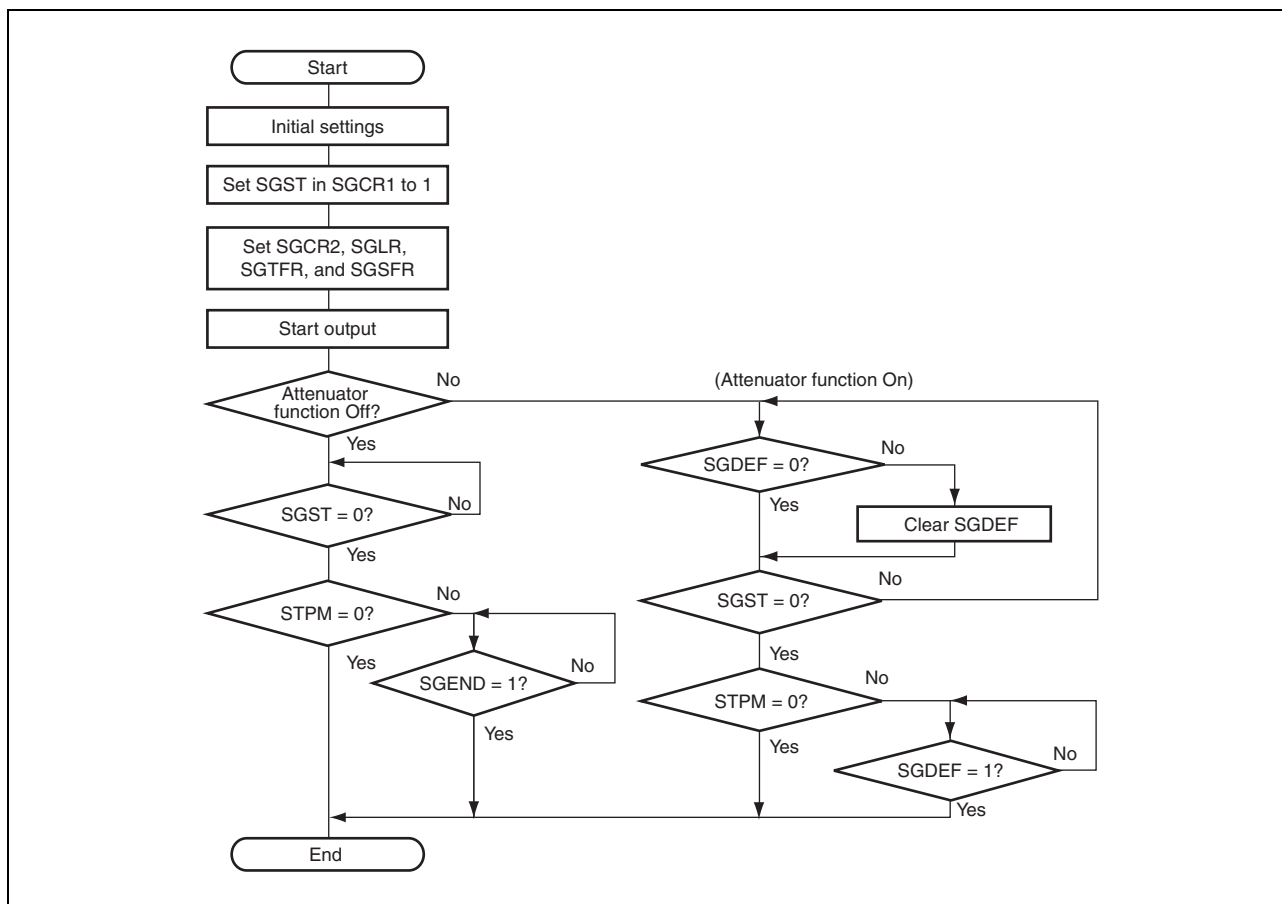 Start
Initial settings
Set SGST in SGCR1 to 1
Set SGCR2, SGLR,
SGTFR, and SGSFR
Start output
Attenuator
function Off?
No
Yes
SGST = 0?
No
Yes
STPM = 0?
No
Yes
SGEND = 1?
No
Yes
(Attenuator function On)
SGDEF = 0?
No
Yes
Clear SGDEF
SGST = 0?
No
Yes
STPM = 0?
No
Yes
SGDEF = 1?
No
Yes
End